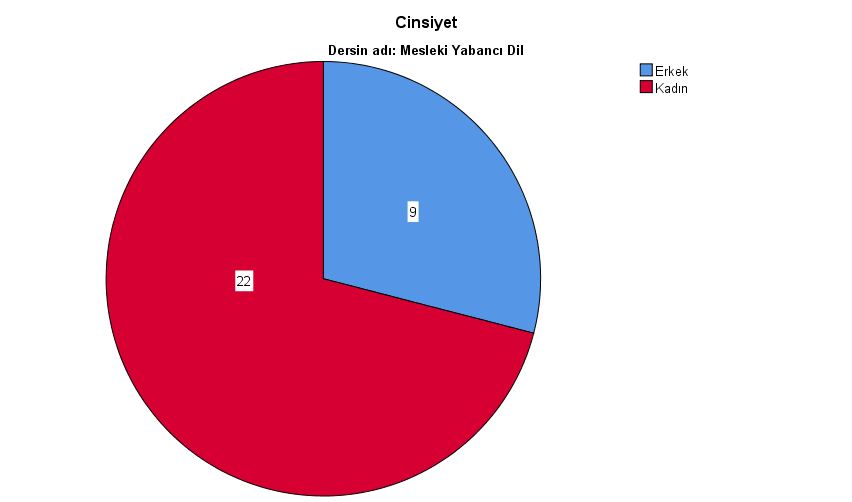 Cinsiyet
Dersin adı: Mesleki Yabancı Dil
Erkek
Kadın
9
22